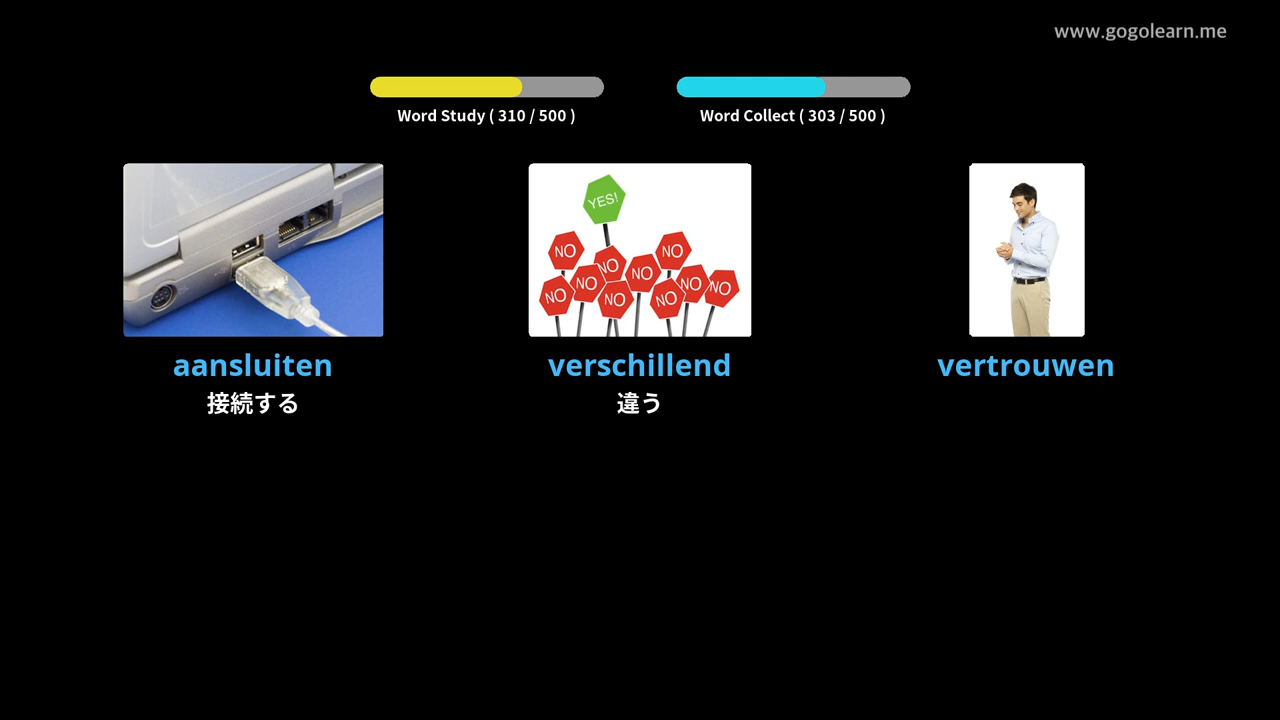 www.gogolearn.me
Word Study ( 310 / 500 )
Word Collect ( 303 / 500 )
YES!
NO
NO
NO
NO
NO
NO
NO
NO
NO
NO
aansluiten
verschillend
vertrouwen
接続する
違う